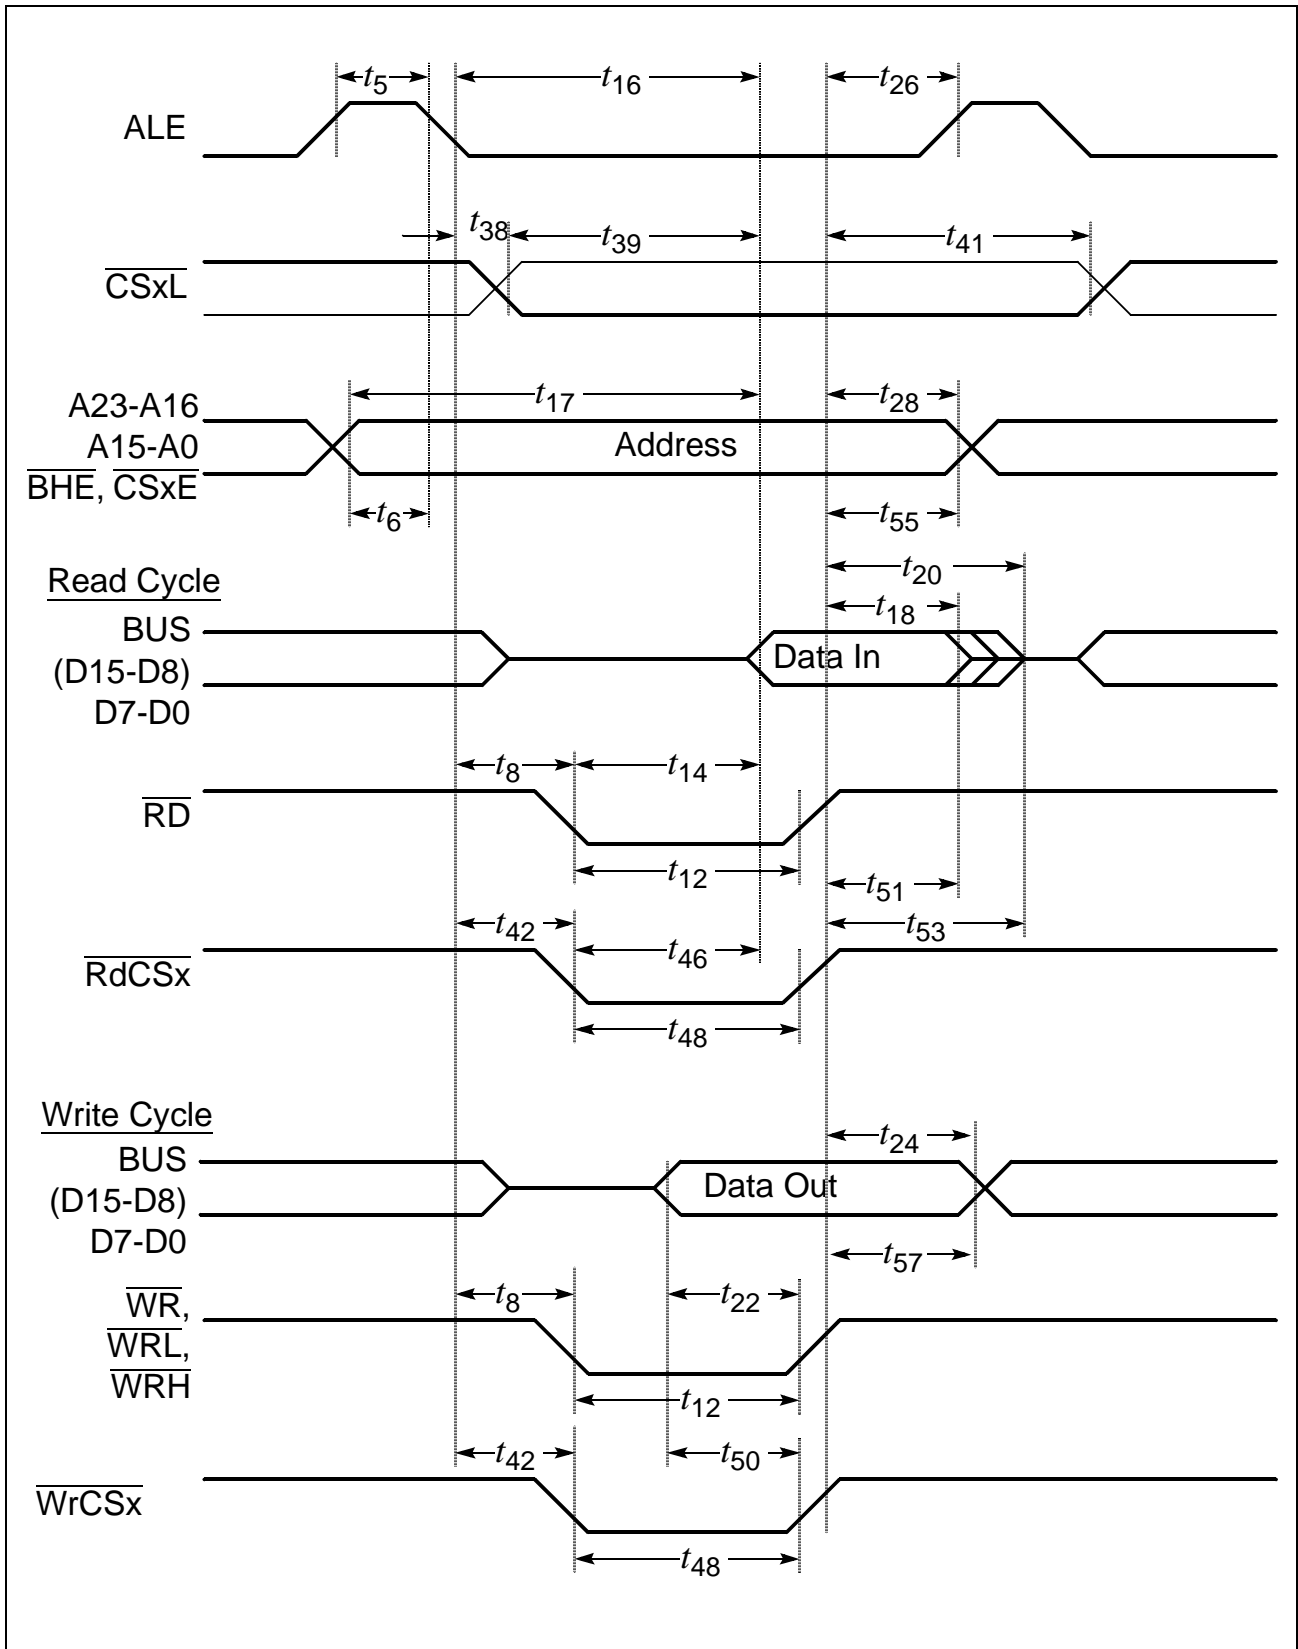 t5
t16
t26
ALE
t38
t39
t41
CSxL
t17
t28
A23-A16
A15-A0
BHE, CSxE
Address
t6
t55
t20
Read Cycle
t18
BUS
(D15-D8)
D7-D0
Data In
t8
t14
RD
t12
t51
t42
t46
t53
RdCSx
t48
Write Cycle
t24
BUS
(D15-D8)
D7-D0
Data Out
t57
t8
t22
WR,
WRL,
WRH
t12
t42
t50
WrCSx
t48